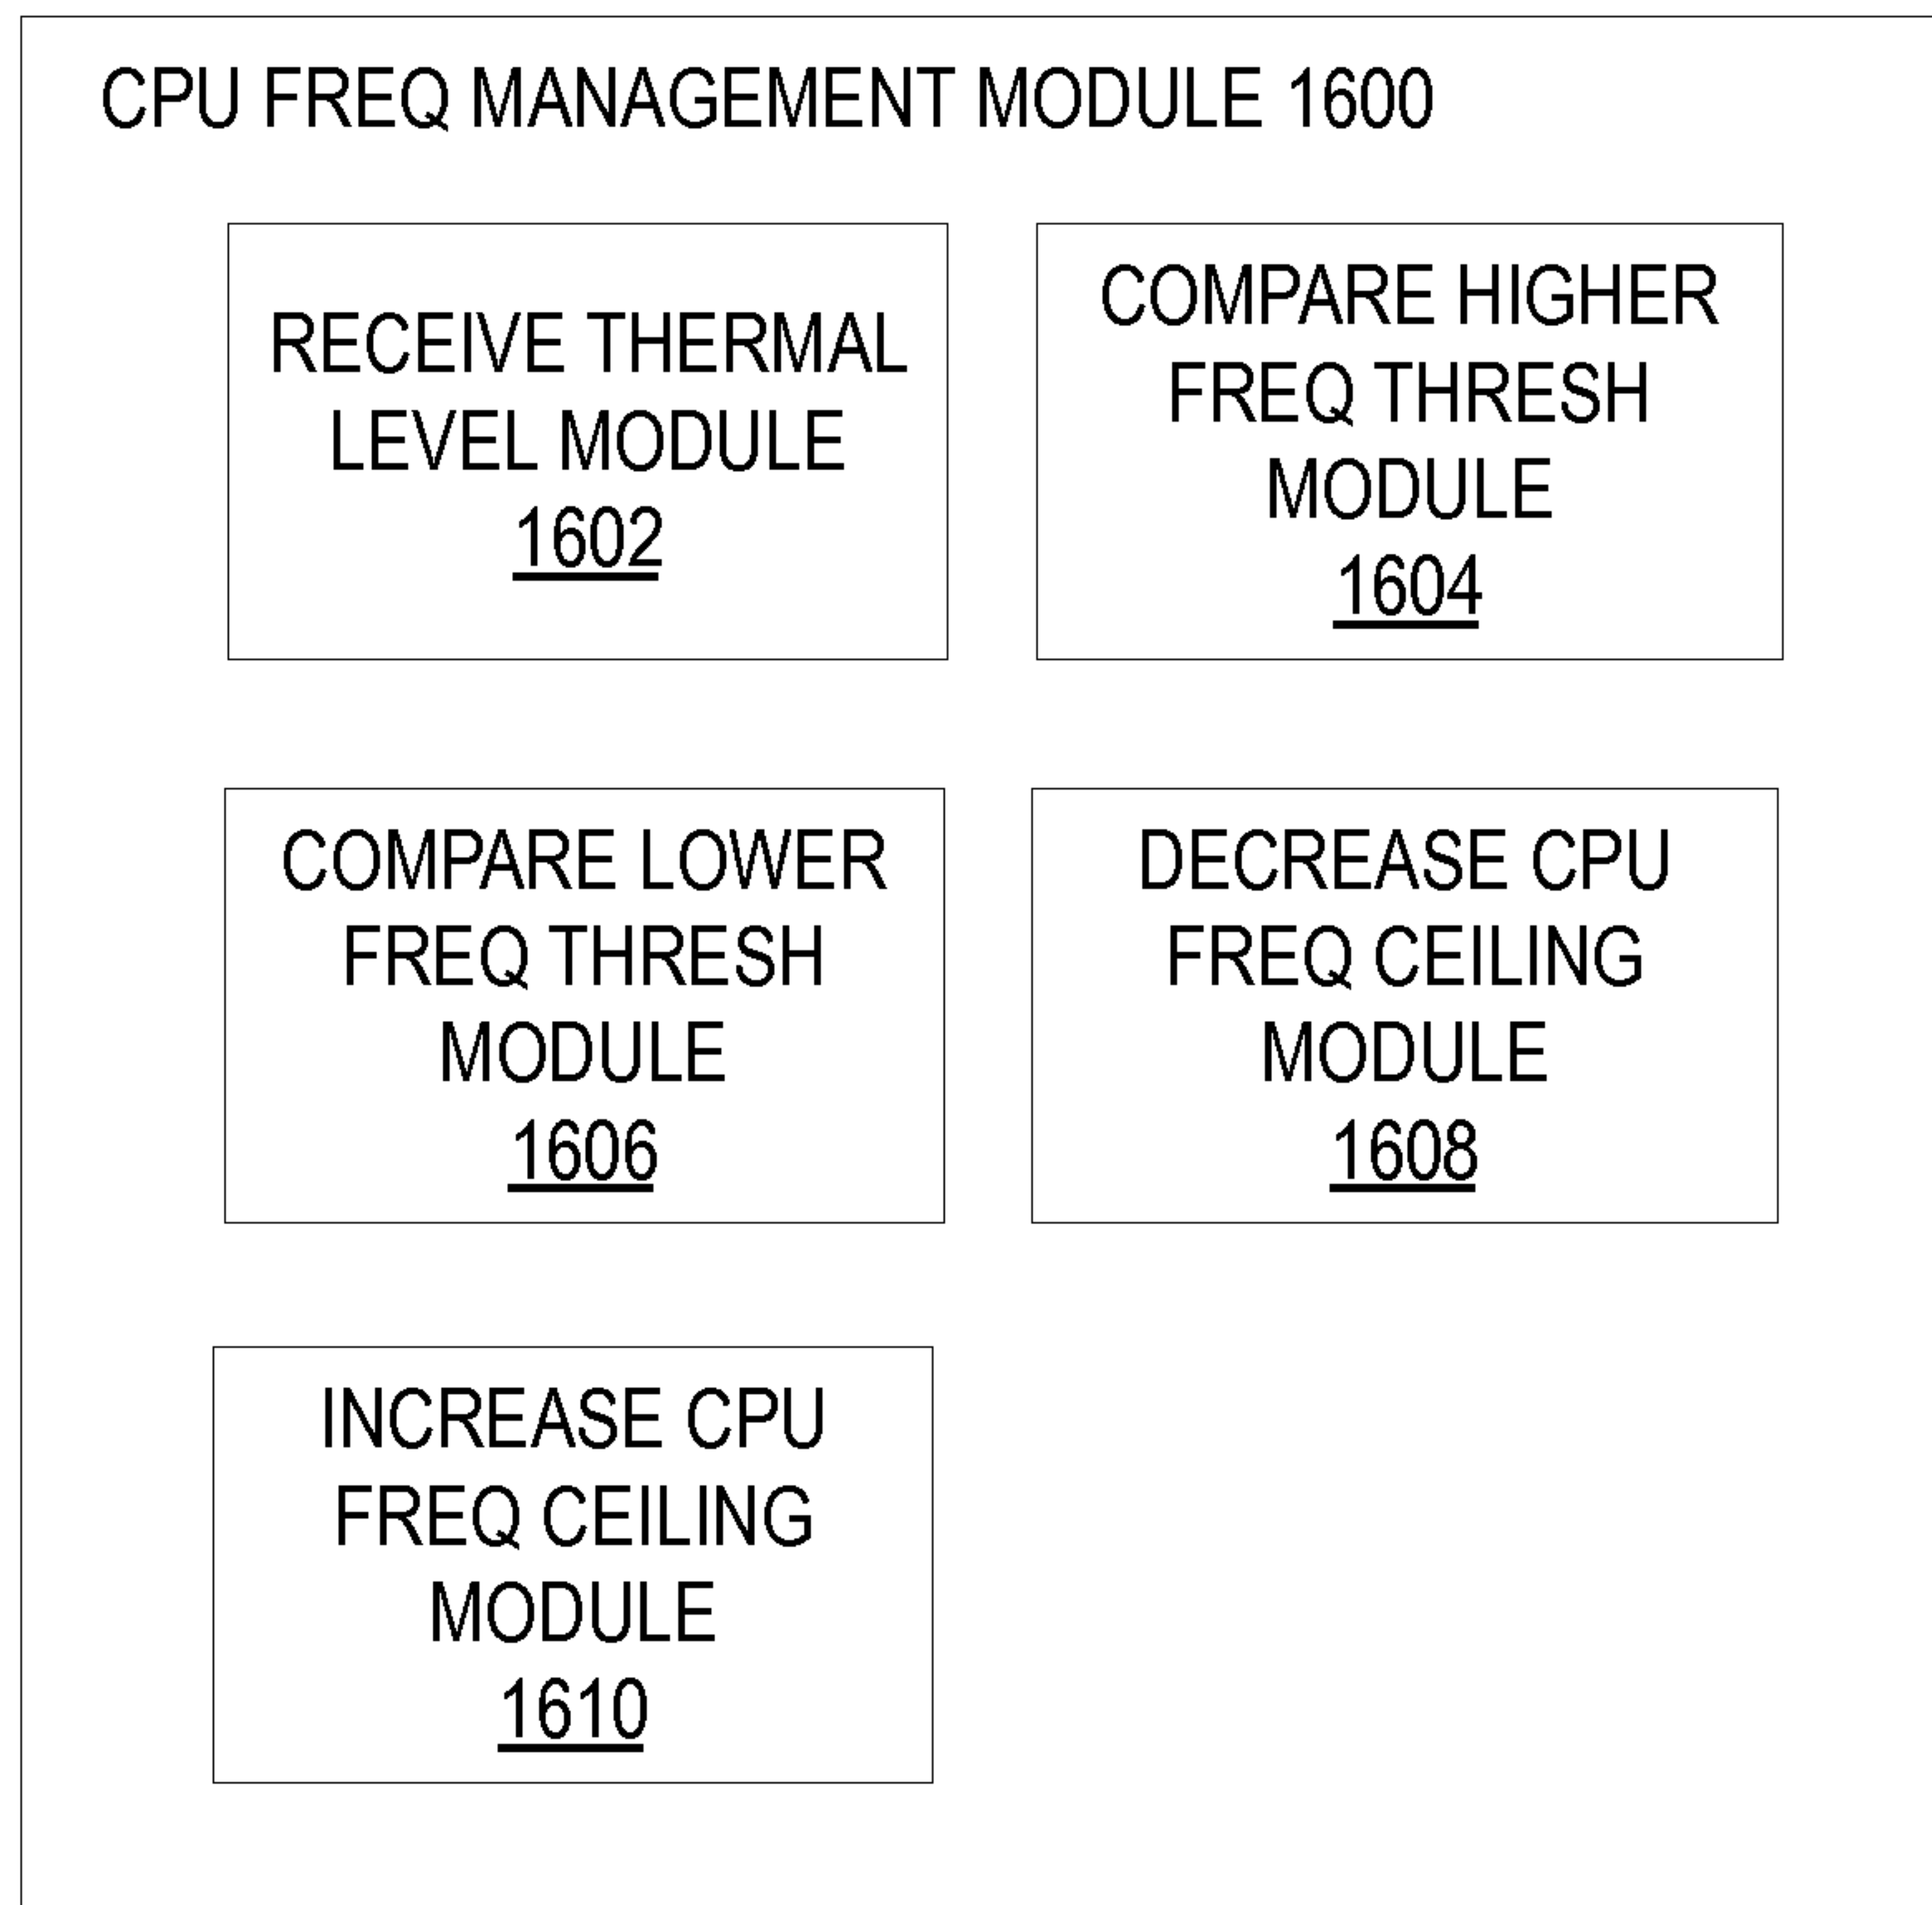 CPU FREQ MANAGEMENT MODULE 1600
RECEIVE THERMAL
LEVEL MODULE
1602
COMPARE HIGHER
FREQ THRESH
MODULE
1604
COMPARE LOWER
FREQ THRESH
MODULE
1606
DECREASE CPU
FREQ CEILING
MODULE
1608
INCREASE CPU
FREQ CEILING
MODULE
1610